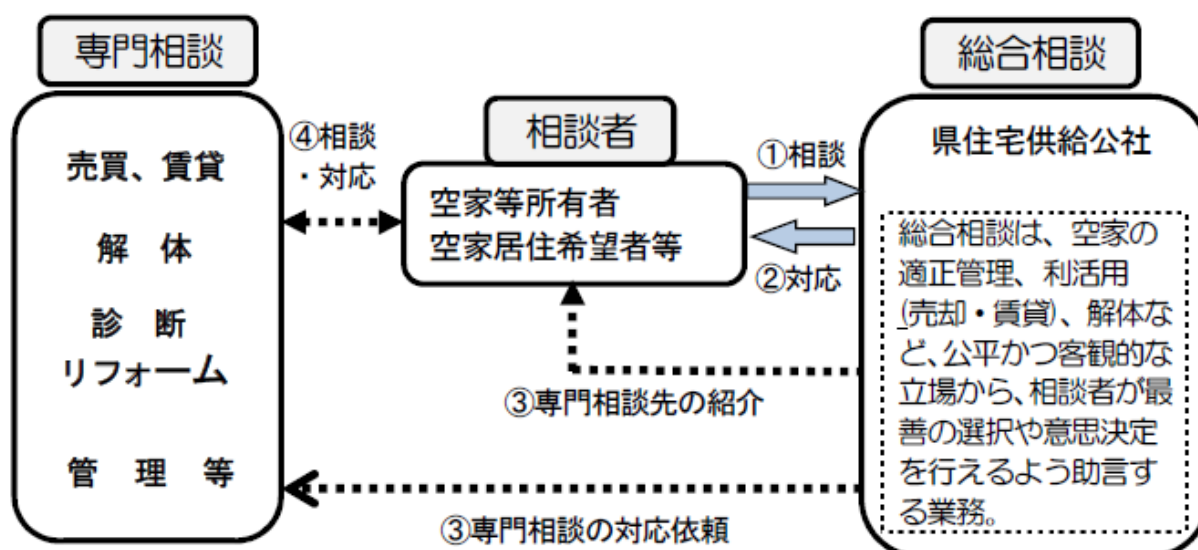 専門相談
売買、賃貸
解　体
診　断
リフォーム
管　理　等
④相談
・対応
相談者
空家等所有者
空家居住希望者等
①相談
②対応
③専門相談先の紹介
③専門相談の対応依頼
総合相談
県住宅供給公社
総合相談は、空家の
適正管理、利活用
(売却・賃貸)、解体な
ど、公平かつ客観的な
立場から、相談者が最
善の選択や意思決定
を行えるよう助言す
る業務。